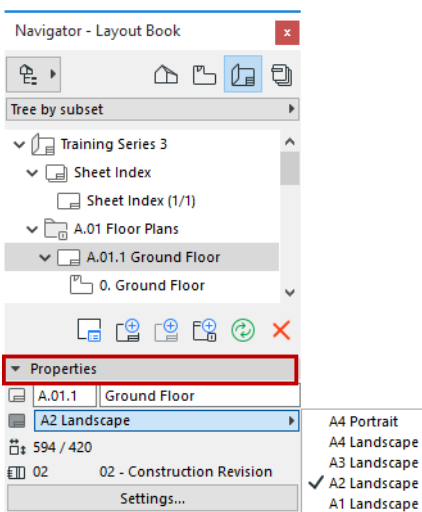 Navigator - Layout Book
x
Tree by subset
Training Series 3
Sheet Index
Sheet Index (1/1)
A.01 Floor Plans
A.01.1 Ground Floor
0. Ground Floor
Properties
A.01.1 Ground Floor
A2 Landscape
594 / 420
02 02 - Construction Revision
Settings...
A4 Portrait
A4 Landscape
A3 Landscape
A2 Landscape
A1 Landscape